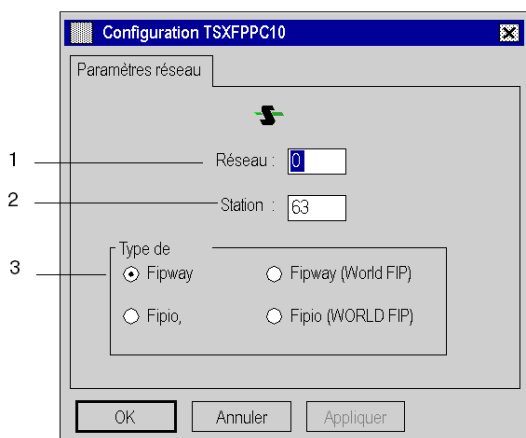 Configuration TSXFPPC10
Paramètres réseau
1 Réseau : 0
2 Station : 63
Type de
3 Fipway Fipway (World FIP)
Fipio, Fipio (WORLD FIP)
OK Annuler Appliquer